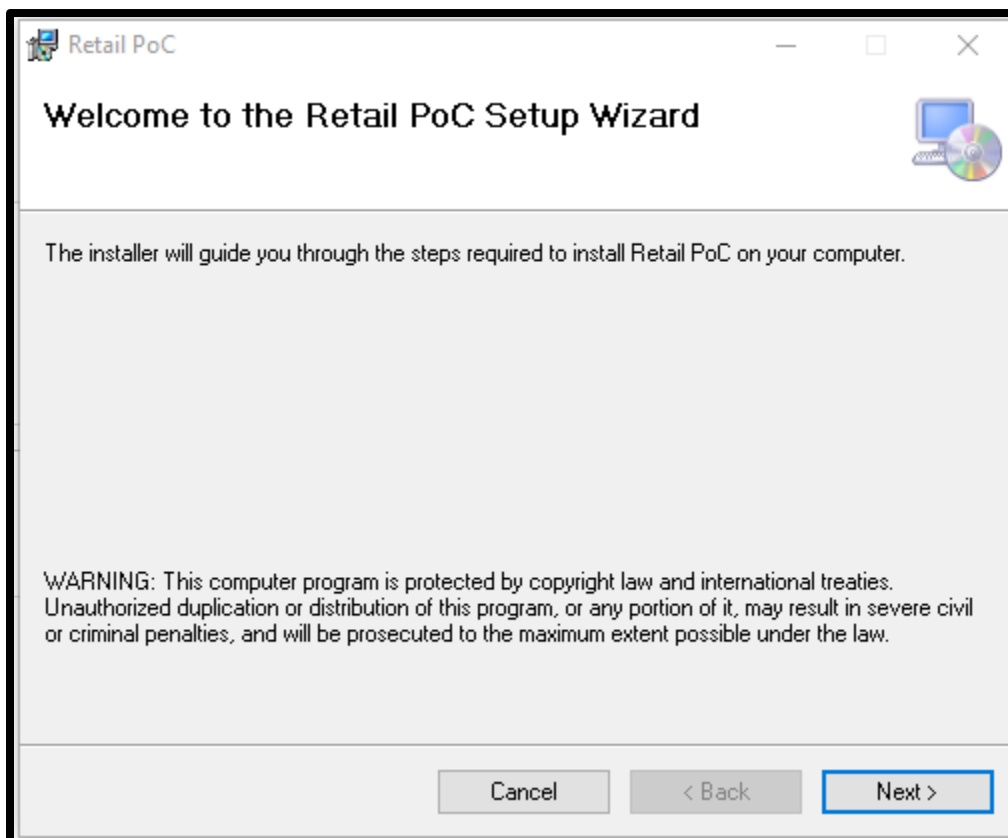 Retail PoC
Welcome to the Retail PoC Setup Wizard
The installer will guide you through the steps required to install Retail PoC on your computer.
WARNING: This computer program is protected by copyright law and international treaties.
Unauthorized duplication or distribution of this program, or any portion of it, may result in severe civil
or criminal penalties, and will be prosecuted to the maximum extent possible under the law.
Cancel < Back Next >